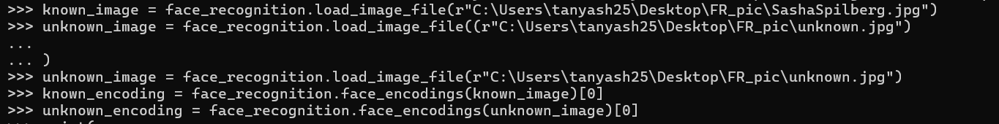 >>> known_image = face_recognition.load_image_file(r"C:\Users\tanyash25\Desktop\FR_pic\SashaSpilberg.jpg")
>>> unknown_image = face_recognition.load_image_file((r"C:\Users\tanyash25\Desktop\FR_pic\unknown.jpg")
...
... )
>>> unknown_image = face_recognition.load_image_file(r"C:\Users\tanyash25\Desktop\FR_pic\unknown.jpg")
>>> known_encoding = face_recognition.face_encodings(known_image)[0]
>>> unknown_encoding = face_recognition.face_encodings(unknown_image)[0]